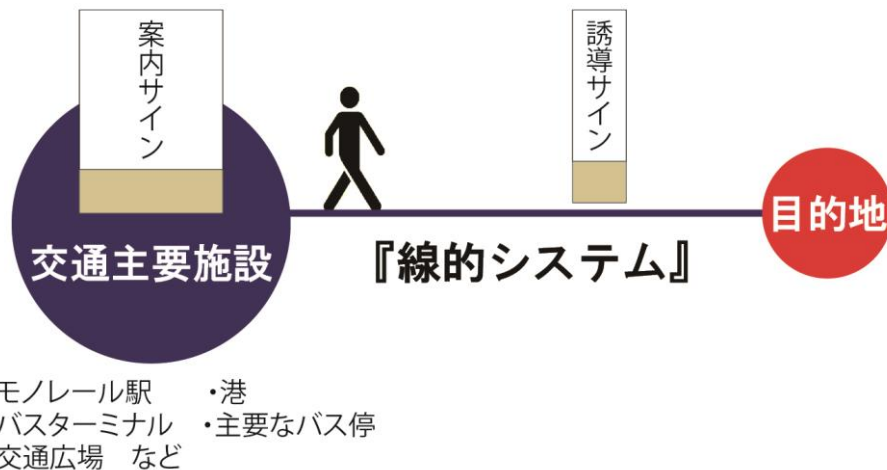 案内サイン
誘導サイン
交通主要施設
『線的システム』
目的地
モノレール駅 ・港
バスターミナル ・主要なバス停
交通広場 など